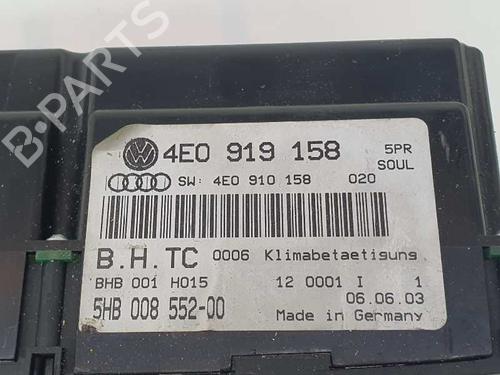 B-PARTS
4E0 919 158 5PR
SOUL
SW: 4E0 910 158 020
B.H.TC 0006 Klimabetaetigung
BHB 001 H015 12 0001 I 1
5HB 008 552-00 06.06.03
Made in Germany